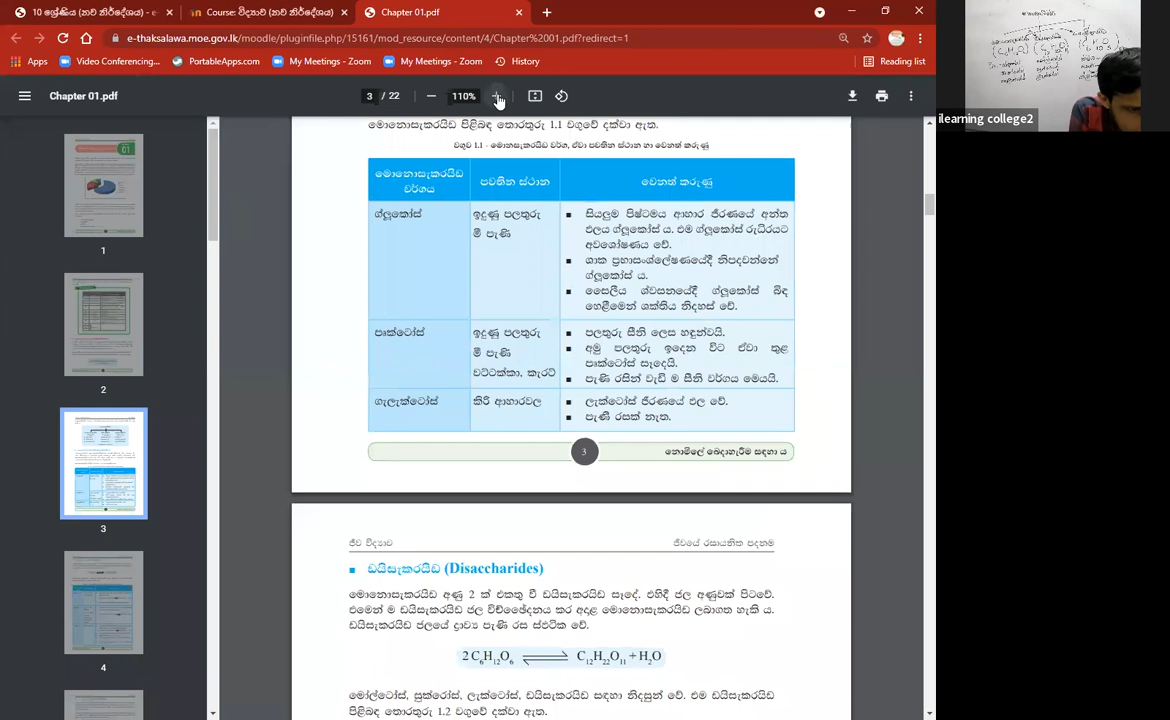 10 ශ්‍රේණිය (නව නිර්දේශය) - e
Course: විද්‍යාව (නව නිර්දේශය)
Chapter 01.pdf
e-thaksalawa.moe.gov.lk/moodle/pluginfile.php/15161/mod_resource/content/4/Chapter%2001.pdf?redirect=1
Apps
Video Conferencing...
PortableApps.com
My Meetings - Zoom
My Meetings - Zoom
History
Reading list
Chapter 01.pdf
3 / 22
110%
ilearning college2
1
2
3
4
මොනොසැකරයිඩ පිළිබඳ තොරතුරු 1.1 වගුවේ දක්වා ඇත.
වගුව 1.1 - මොනසැකරයිඩ වර්ග, ඒවා පවතින ස්ථාන හා වෙනත් කරුණු
මොනොසැකරයිඩ වර්ගය
පවතින ස්ථාන
වෙනත් කරුණු
ග්ලූකෝස්
ඉදුණු පලතුරු
මී පැණි
▪ සියලුම පිෂ්ටමය ආහාර ජීරණයේ අන්ත
ඵලය ග්ලූකෝස් ය. එම ග්ලූකෝස් රුධිරයට
අවශෝෂණය වේ.
▪ ශාක ප්‍රභාසංශ්ලේෂණයේදී නිපදවන්නේ
ග්ලූකෝස් ය.
▪ සෛලීය ශ්වසනයේදී ග්ලූකෝස් බිඳ
හෙළීමෙන් ශක්තිය නිදහස් වේ.
ෆෘක්ටෝස්
ඉදුණු පලතුරු
මී පැණි
වට්ටක්කා, කැරට්
▪ පලතුරු සීනි ලෙස හඳුන්වයි.
▪ අමු පලතුරු ඉදෙන විට ඒවා තුළ
ෆෘක්ටෝස් සෑදෙයි.
▪ පැණි රසින් වැඩි ම සීනි වර්ගය මෙයයි.
ගැලැක්ටෝස්
කිරි ආහාරවල
▪ ලැක්ටෝස් ජීරණයේ ඵල වේ.
▪ පැණි රසක් නැත.
3
නොමිලේ බෙදාහැරීම සඳහා ය
ජීව විද්‍යාව
ජීවයේ රසායනික පදනම
▪ ඩයිසැකරයිඩ (Disaccharides)
මොනොසැකරයිඩ අණු 2 ක් එකතු වී ඩයිසැකරයිඩ සෑදේ. එහිදී ජල අණුවක් පිටවේ.
එමෙන් ම ඩයිසැකරයිඩ ජල විච්ඡේදනය කර අදාළ මොනොසැකරයිඩ ලබාගත හැකි ය.
ඩයිසැකරයිඩ ජලයේ ද්‍රාව්‍ය පැණි රස ස්ඵටික වේ.
2 C₆H₁₂O₆ ⇌ C₁₂H₂₂O₁₁ + H₂O
මෝල්ටෝස්, සුක්රෝස්, ලැක්ටෝස්, ඩයිසැකරයිඩ සඳහා නිදසුන් වේ. එම ඩයිසැකරයිඩ
පිළිබඳ තොරතුරු 1.2 වගුවේ දක්වා ඇත.